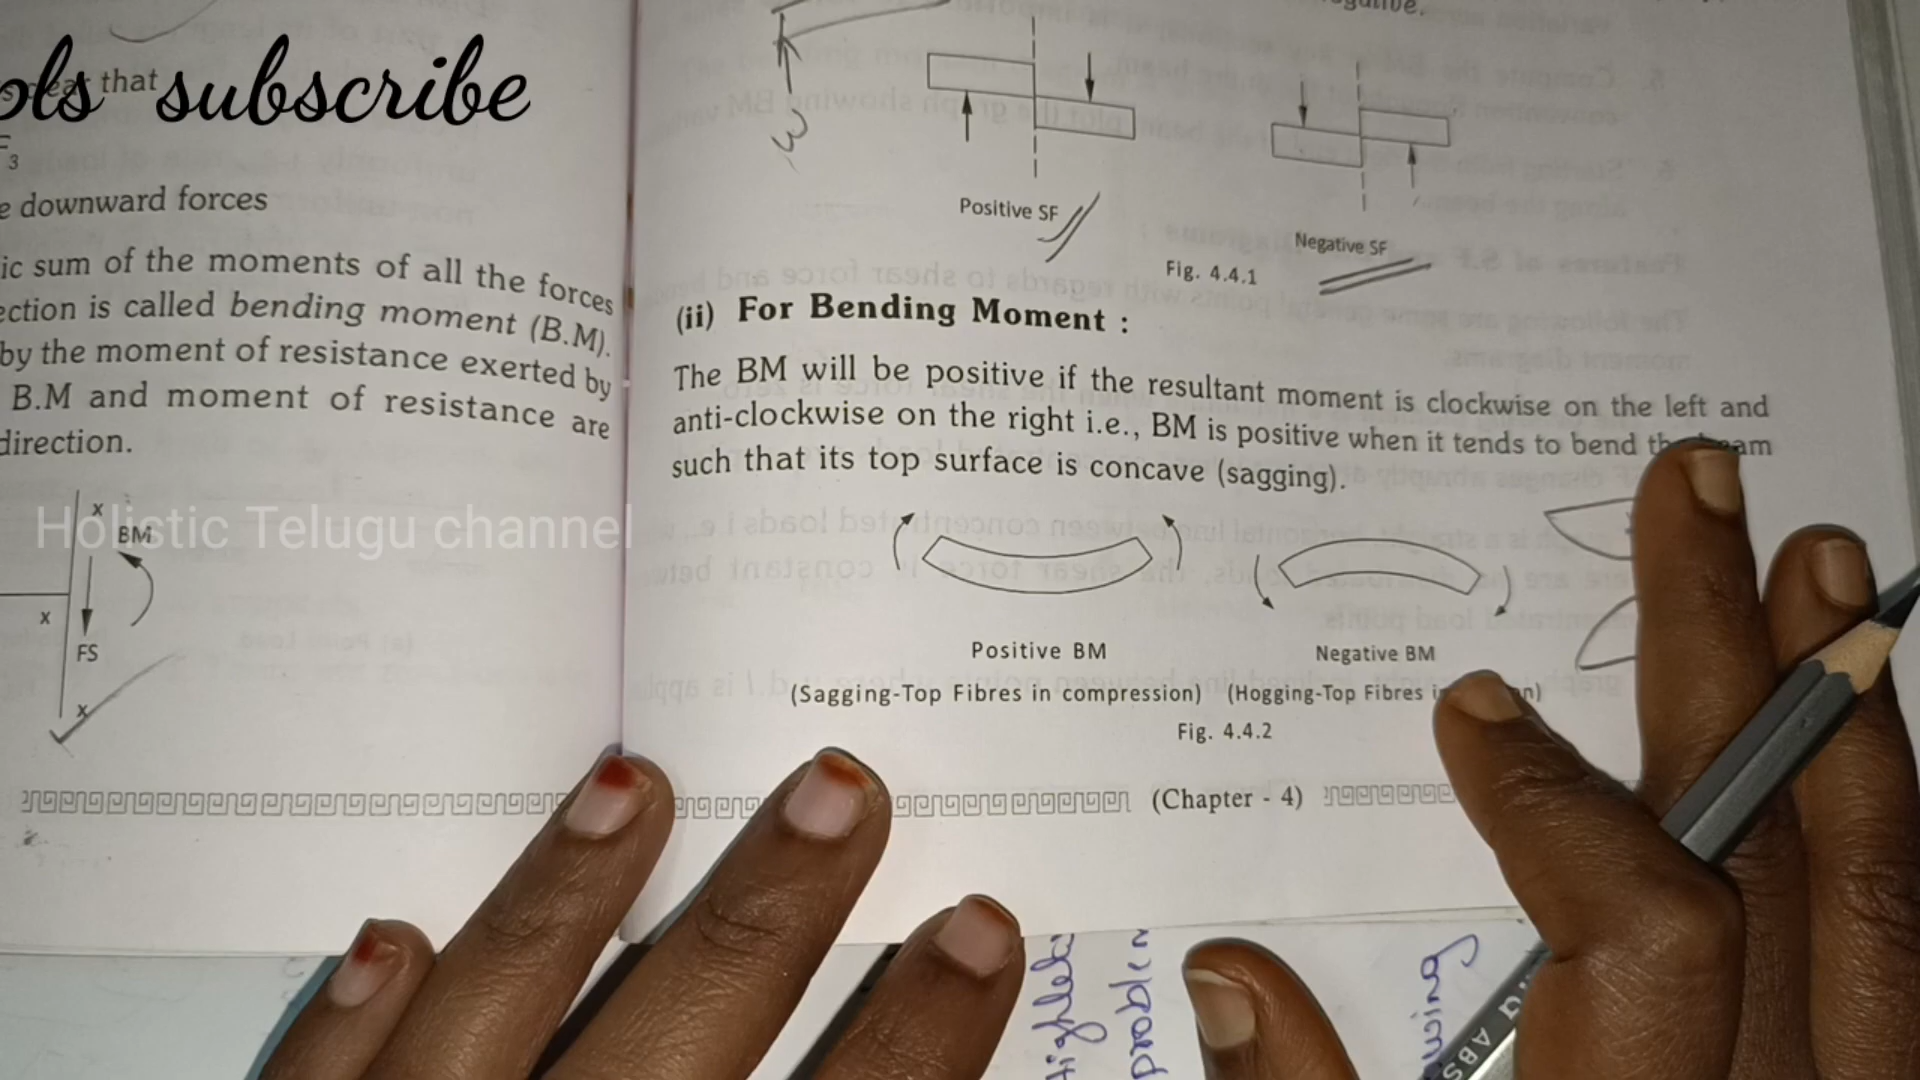 ols subscribe
that
3
e downward forces
ic sum of the moments of all the forces
ection is called bending moment (B.M).
by the moment of resistance exerted by
B.M and moment of resistance are
direction.
x
BM
x
FS
x
Holistic Telugu channel
w
Positive SF
Negative SF
Fig. 4.4.1
(ii) For Bending Moment :
The BM will be positive if the resultant moment is clockwise on the left and
anti-clockwise on the right i.e., BM is positive when it tends to bend the beam
such that its top surface is concave (sagging).
Positive BM
Negative BM
(Sagging-Top Fibres in compression) (Hogging-Top Fibres
Fig. 4.4.2
(Chapter - 4)
problem